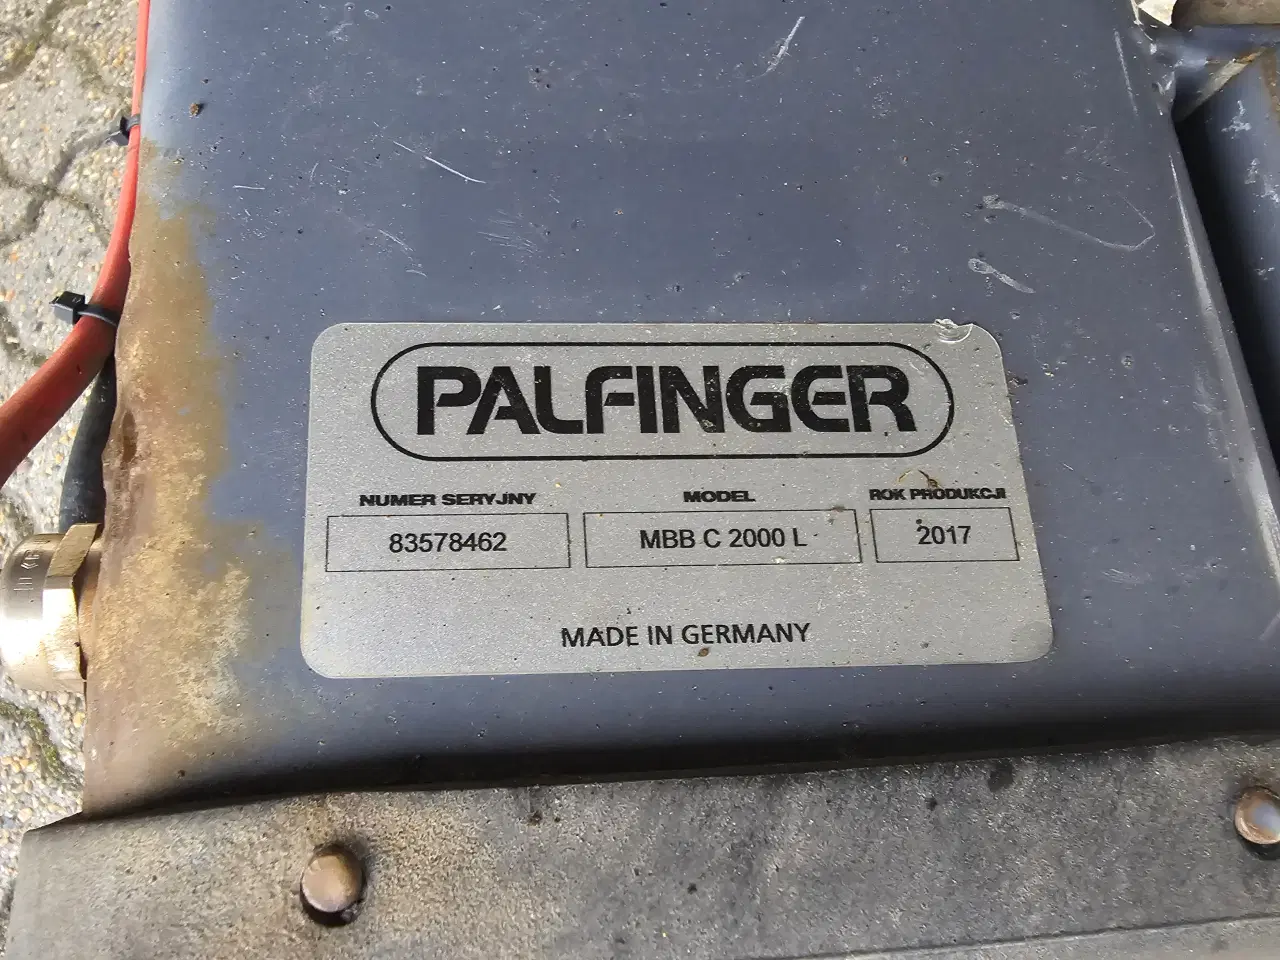 PALFINGER
NUMER SERYJNY MODEL ROK PRODUKCJI
83578462 MBB C 2000 L 2017
MADE IN GERMANY